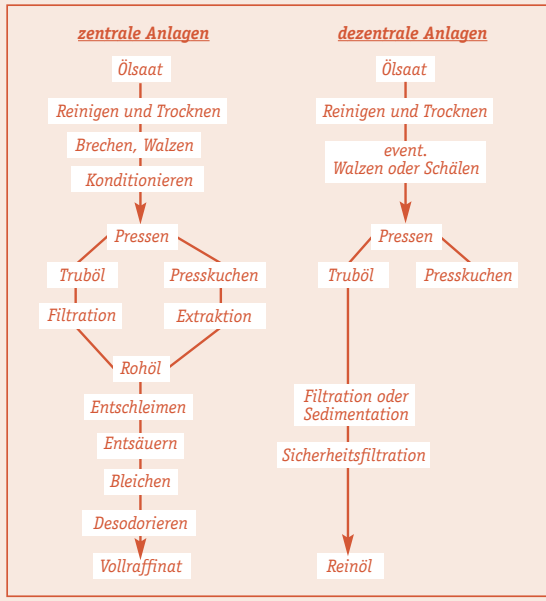 zentrale Anlagen
Ölsaat
Reinigen und Trocknen
Brechen, Walzen
Konditionieren
Pressen
Truböl
Presskuchen
Filtration
Extraktion
Rohöl
Entschleimen
Entsäuern
Bleichen
Desodorieren
Vollraffinat
dezentrale Anlagen
Ölsaat
Reinigen und Trocknen
event.
Walzen oder Schälen
Pressen
Truböl
Presskuchen
Filtration oder
Sedimentation
Sicherheitsfiltration
Reinöl